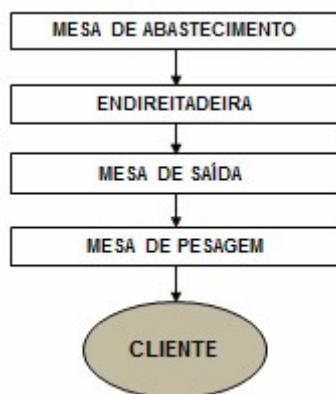 MESA DE ABASTECIMENTO
ENDIREITADEIRA
MESA DE SAÍDA
MESA DE PESAGEM
CLIENTE